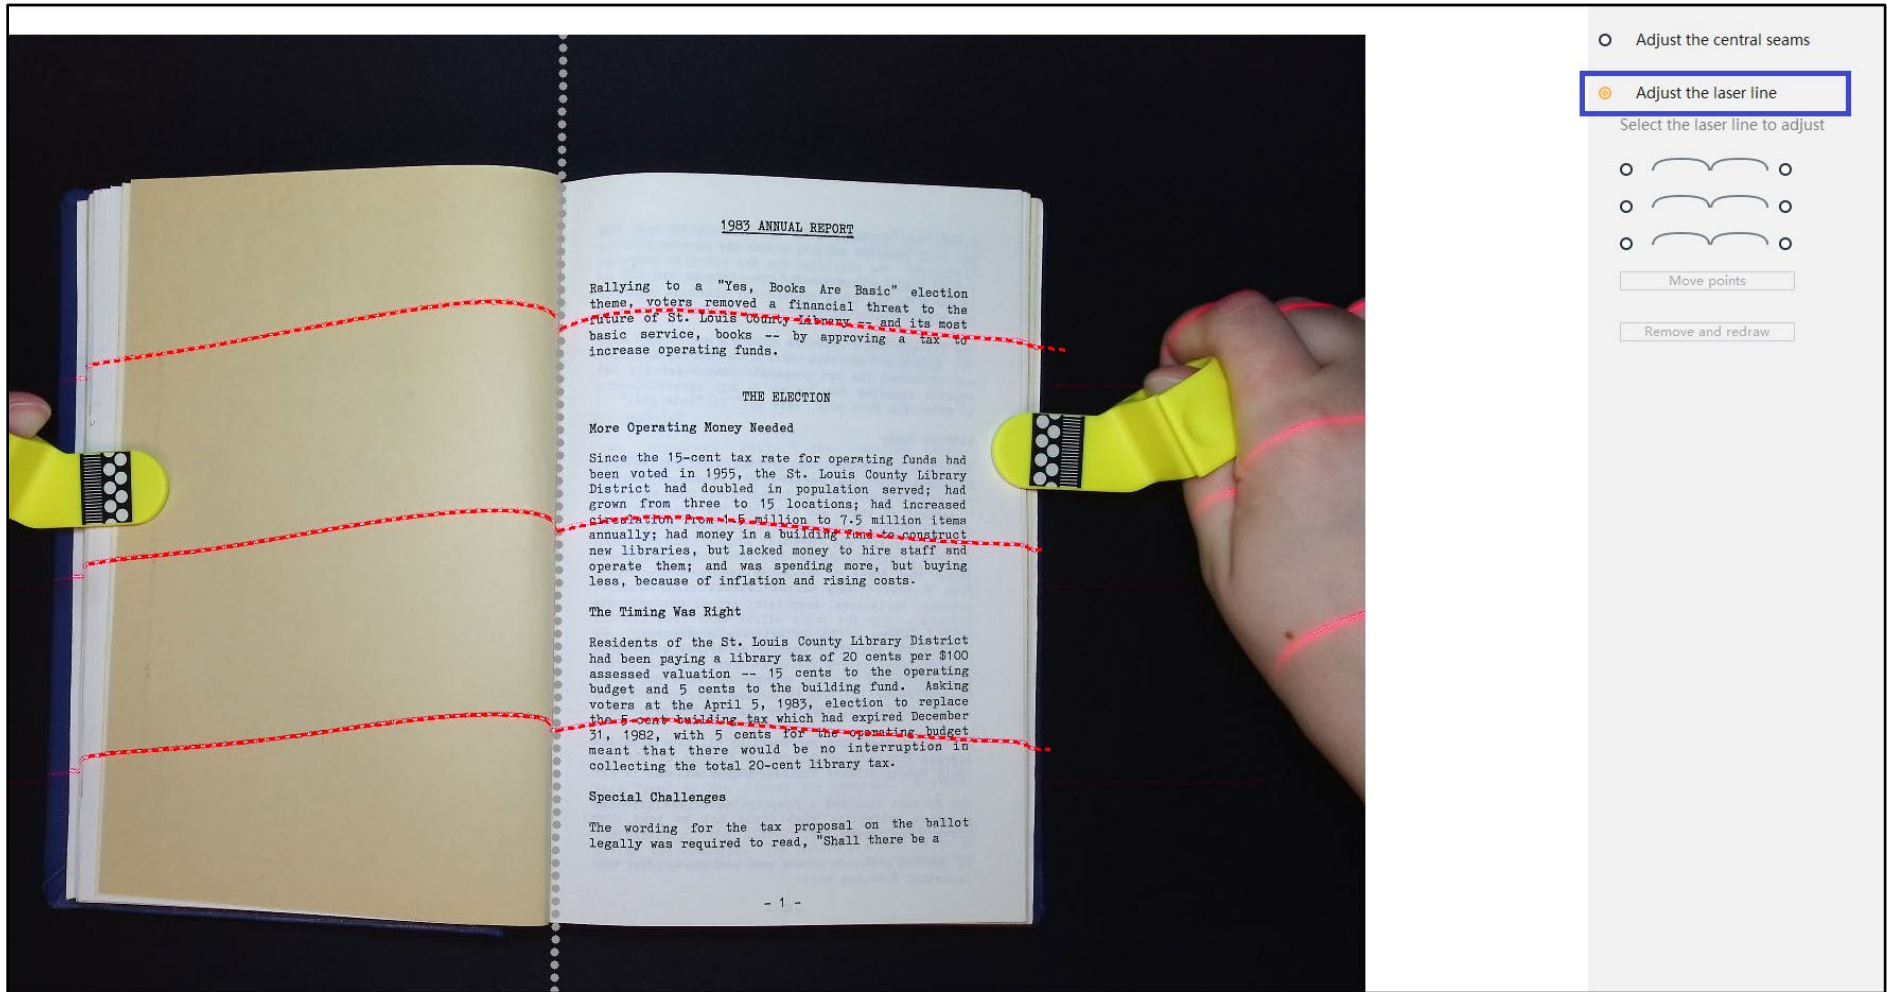 1983 ANNUAL REPORT
Rallying to a "Yes, Books Are Basic" election
theme, voters removed a financial threat to the
future of St. Louis County Library -- and its most
basic service, books -- by approving a tax to
increase operating funds.
THE ELECTION
More Operating Money Needed
Since the 15-cent tax rate for operating funds had
been voted in 1955, the St. Louis County Library
District had doubled in population served; had
grown from three to 15 locations; had increased
circulation from 1.5 million to 7.5 million items
annually; had money in a building fund to construct
new libraries, but lacked money to hire staff and
operate them; and was spending more, but buying
less, because of inflation and rising costs.
The Timing Was Right
Residents of the St. Louis County Library District
had been paying a library tax of 20 cents per $100
assessed valuation -- 15 cents to the operating
budget and 5 cents to the building fund. Asking
voters at the April 5, 1983, election to replace
the 5-cent building tax which had expired December
31, 1982, with 5 cents for the operating budget
meant that there would be no interruption in
collecting the total 20-cent library tax.
Special Challenges
The wording for the tax proposal on the ballot
legally was required to read, "Shall there be a
- 1 -
Adjust the central seams
Adjust the laser line
Select the laser line to adjust
Move points
Remove and redraw